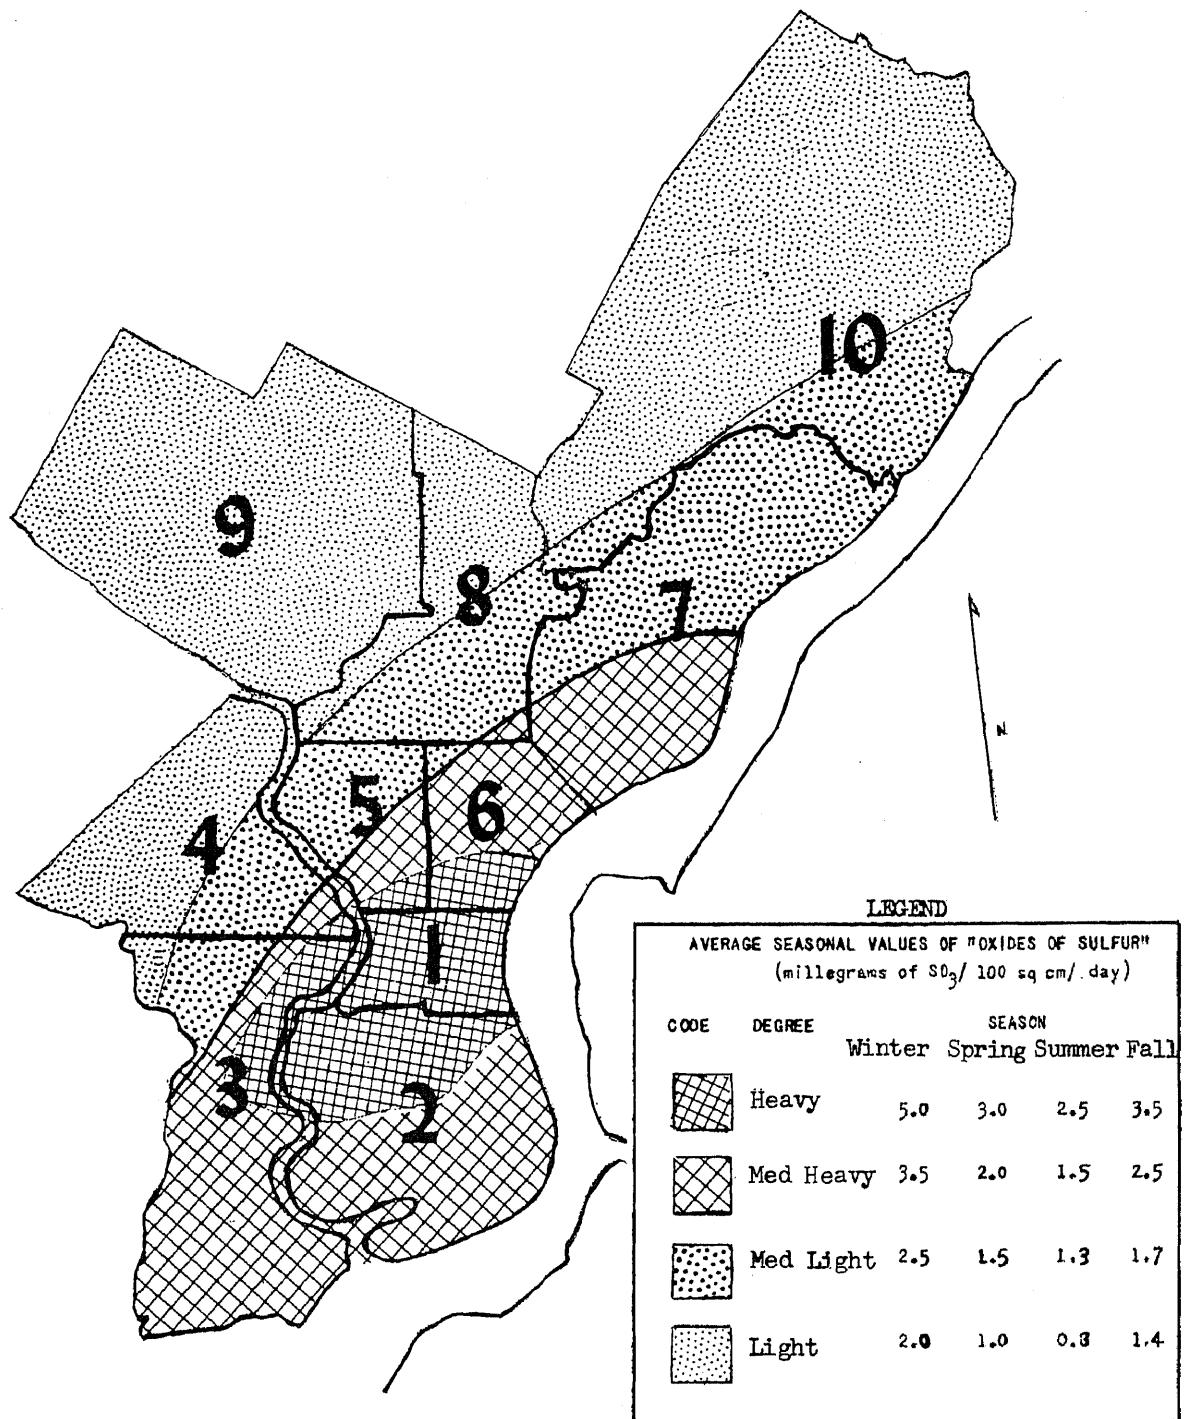 10
9
8
7
5
6
4
1
3
2
N
LEGEND
AVERAGE SEASONAL VALUES OF "OXIDES OF SULFUR"
(millegrams of SO3/ 100 sq cm/. day)
CODE DEGREE SEASON
Winter Spring Summer Fall
Heavy 5.0 3.0 2.5 3.5
Med Heavy 3.5 2.0 1.5 2.5
Med Light 2.5 1.5 1.3 1.7
Light 2.0 1.0 0.8 1.4